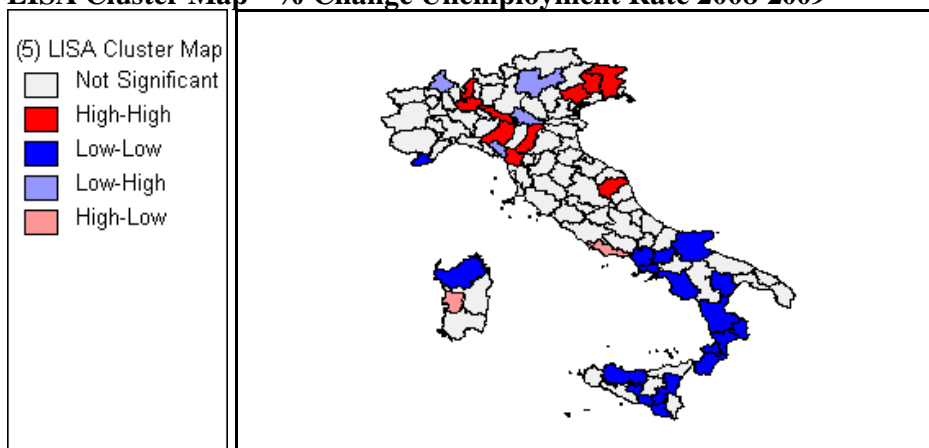 LISA Cluster Map – % Change Unemployment Rate 2008-2009
(5) LISA Cluster Map
Not Significant
High-High
Low-Low
Low-High
High-Low